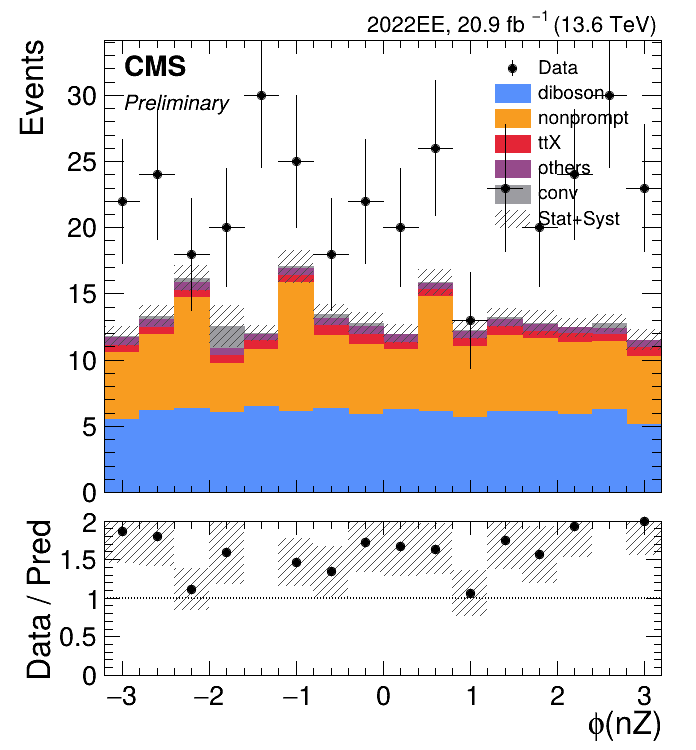 2022EE, 20.9 fb⁻¹ (13.6 TeV)
Events
CMS
Preliminary
Data
diboson
nonprompt
ttX
others
conv
Stat+Syst
30
25
20
15
10
5
0
Data / Pred
2
1.5
1
0.5
0
−3 −2 −1 0 1 2 3
ϕ(nZ)